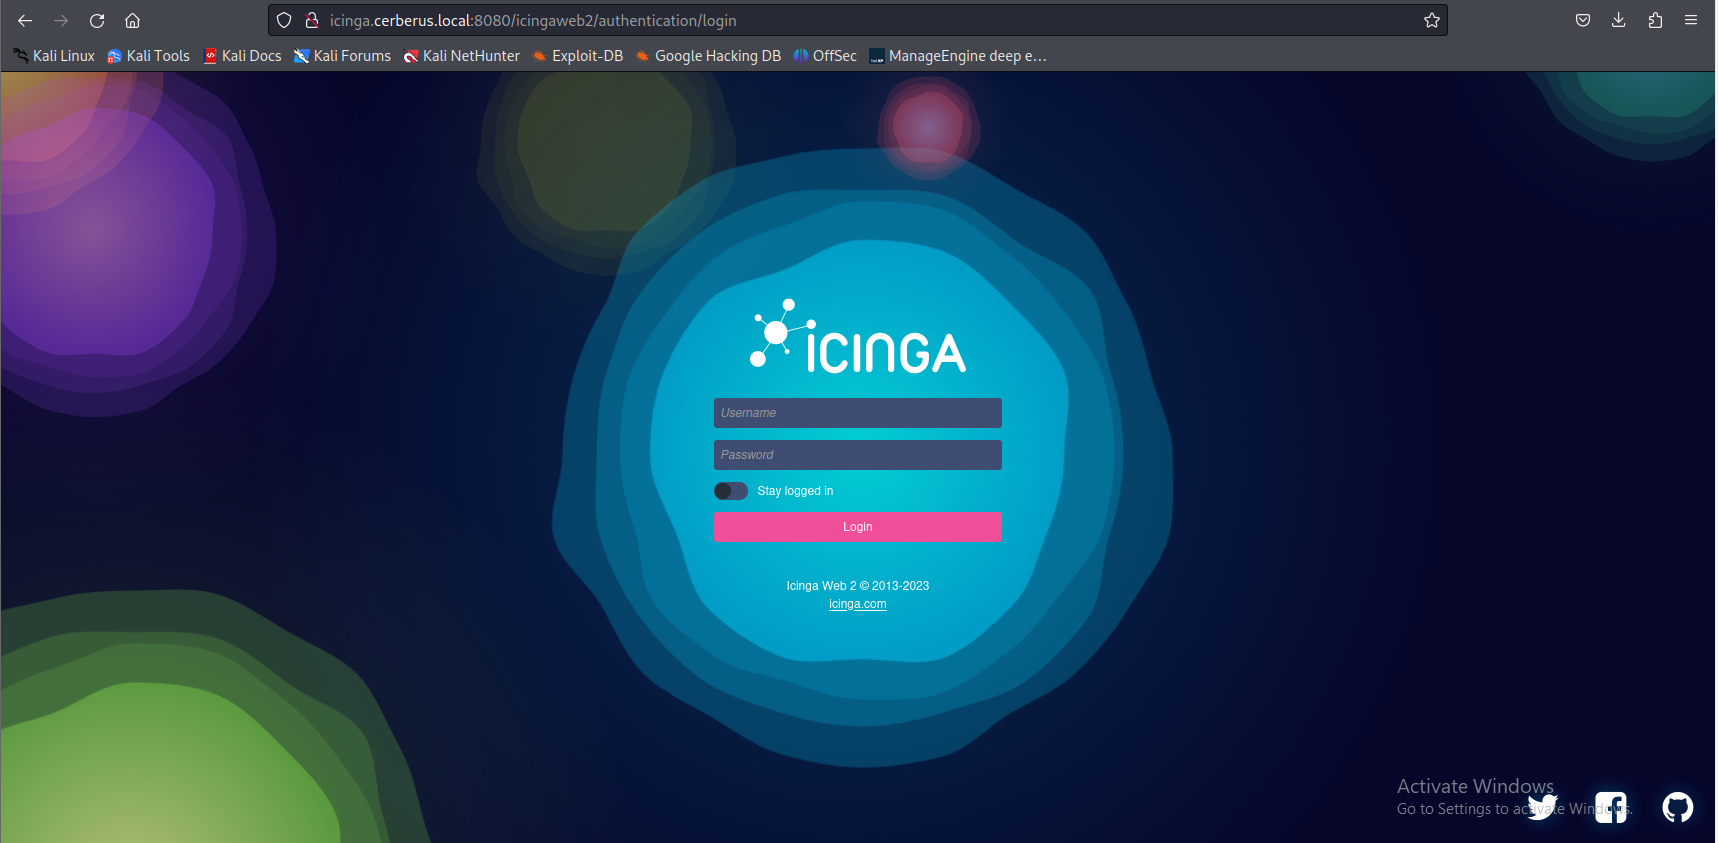 icinga.cerberus.local:8080/icingaweb2/authentication/login
Kali Linux Kali Tools Kali Docs Kali Forums Kali NetHunter Exploit-DB Google Hacking DB OffSec ManageEngine deep e…
ICINGA
Username
Password
Stay logged in
Login
Icinga Web 2 © 2013-2023
icinga.com
Activate Windows
Go to Settings to activate Windows.